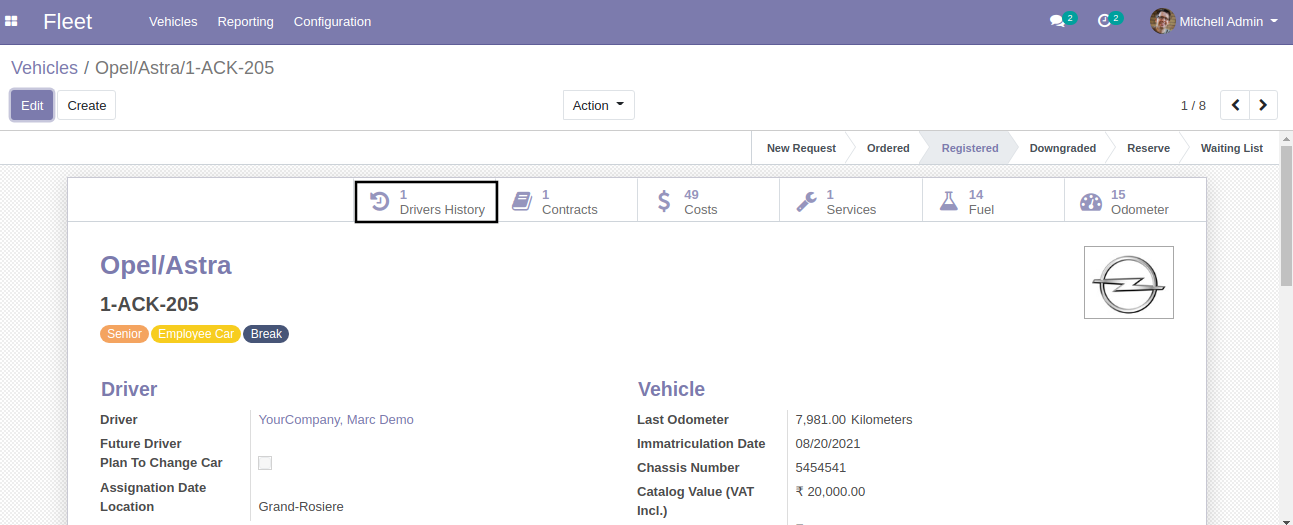 Fleet Vehicles Reporting Configuration 2 2 Mitchell Admin
Vehicles / Opel/Astra/1-ACK-205
Edit Create Action 1 / 8
New Request Ordered Registered Downgraded Reserve Waiting List
1 1 49 1 14 15
Drivers History Contracts Costs Services Fuel Odometer
Opel/Astra
1-ACK-205
Senior Employee Car Break
Driver Vehicle
Driver YourCompany, Marc Demo Last Odometer 7,981.00 Kilometers
Future Driver Immatriculation Date 08/20/2021
Plan To Change Car Chassis Number 5454541
Assignation Date Catalog Value (VAT ₹ 20,000.00
Location Grand-Rosiere Incl.)